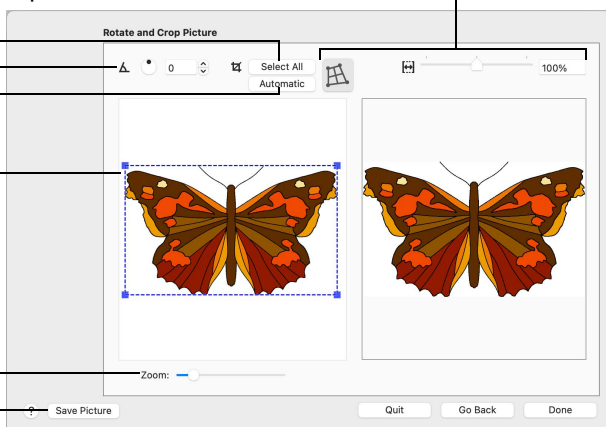 Rotate and Crop Picture
0
Select All
100%
Automatic
Zoom:
?
Save Picture
Quit
Go Back
Done